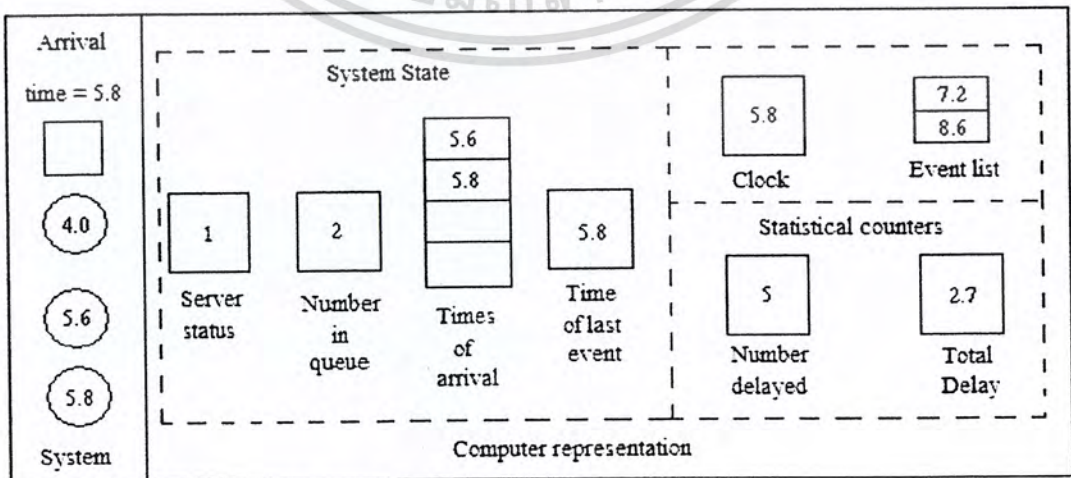 Arrival
time = 5.8
4.0
5.6
5.8
System
System State
1
Server
status
2
Number
in
queue
5.6
5.8
Times
of
arrival
5.8
Time
of last
event
5.8
Clock
7.2
8.6
Event list
Statistical counters
5
Number
delayed
2.7
Total
Delay
Computer representation